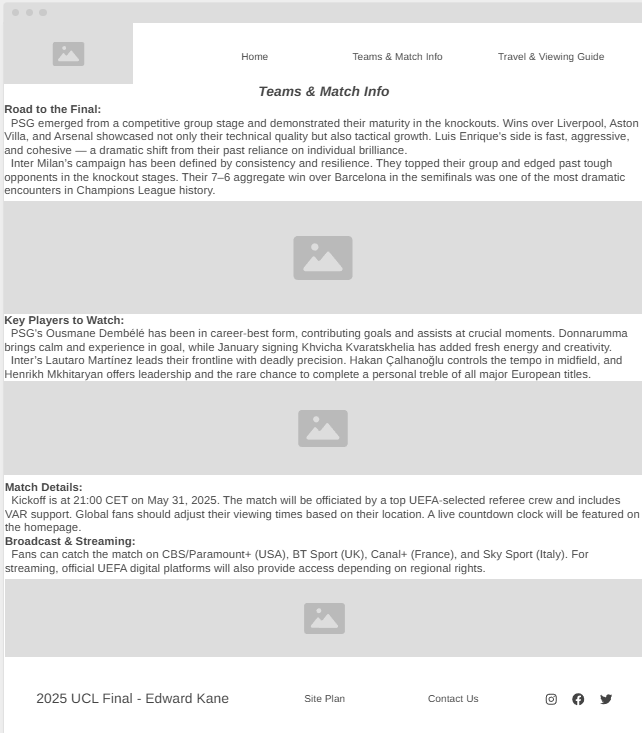 Home Teams & Match Info Travel & Viewing Guide
Teams & Match Info
Road to the Final:
PSG emerged from a competitive group stage and demonstrated their maturity in the knockouts. Wins over Liverpool, Aston
Villa, and Arsenal showcased not only their technical quality but also tactical growth. Luis Enrique's side is fast, aggressive,
and cohesive — a dramatic shift from their past reliance on individual brilliance.
Inter Milan's campaign has been defined by consistency and resilience. They topped their group and edged past tough
opponents in the knockout stages. Their 7–6 aggregate win over Barcelona in the semifinals was one of the most dramatic
encounters in Champions League history.
Key Players to Watch:
PSG's Ousmane Dembélé has been in career-best form, contributing goals and assists at crucial moments. Donnarumma
brings calm and experience in goal, while January signing Khvicha Kvaratskhelia has added fresh energy and creativity.
Inter's Lautaro Martínez leads their frontline with deadly precision. Hakan Çalhanoğlu controls the tempo in midfield, and
Henrikh Mkhitaryan offers leadership and the rare chance to complete a personal treble of all major European titles.
Match Details:
Kickoff is at 21:00 CET on May 31, 2025. The match will be officiated by a top UEFA-selected referee crew and includes
VAR support. Global fans should adjust their viewing times based on their location. A live countdown clock will be featured on
the homepage.
Broadcast & Streaming:
Fans can catch the match on CBS/Paramount+ (USA), BT Sport (UK), Canal+ (France), and Sky Sport (Italy). For
streaming, official UEFA digital platforms will also provide access depending on regional rights.
2025 UCL Final - Edward Kane Site Plan Contact Us